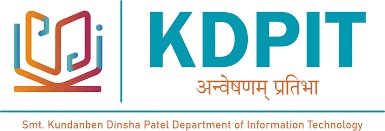 KDPIT
अन्वेषणम् प्रतिभा
Smt. Kundanben Dinsha Patel Department of Information Technology